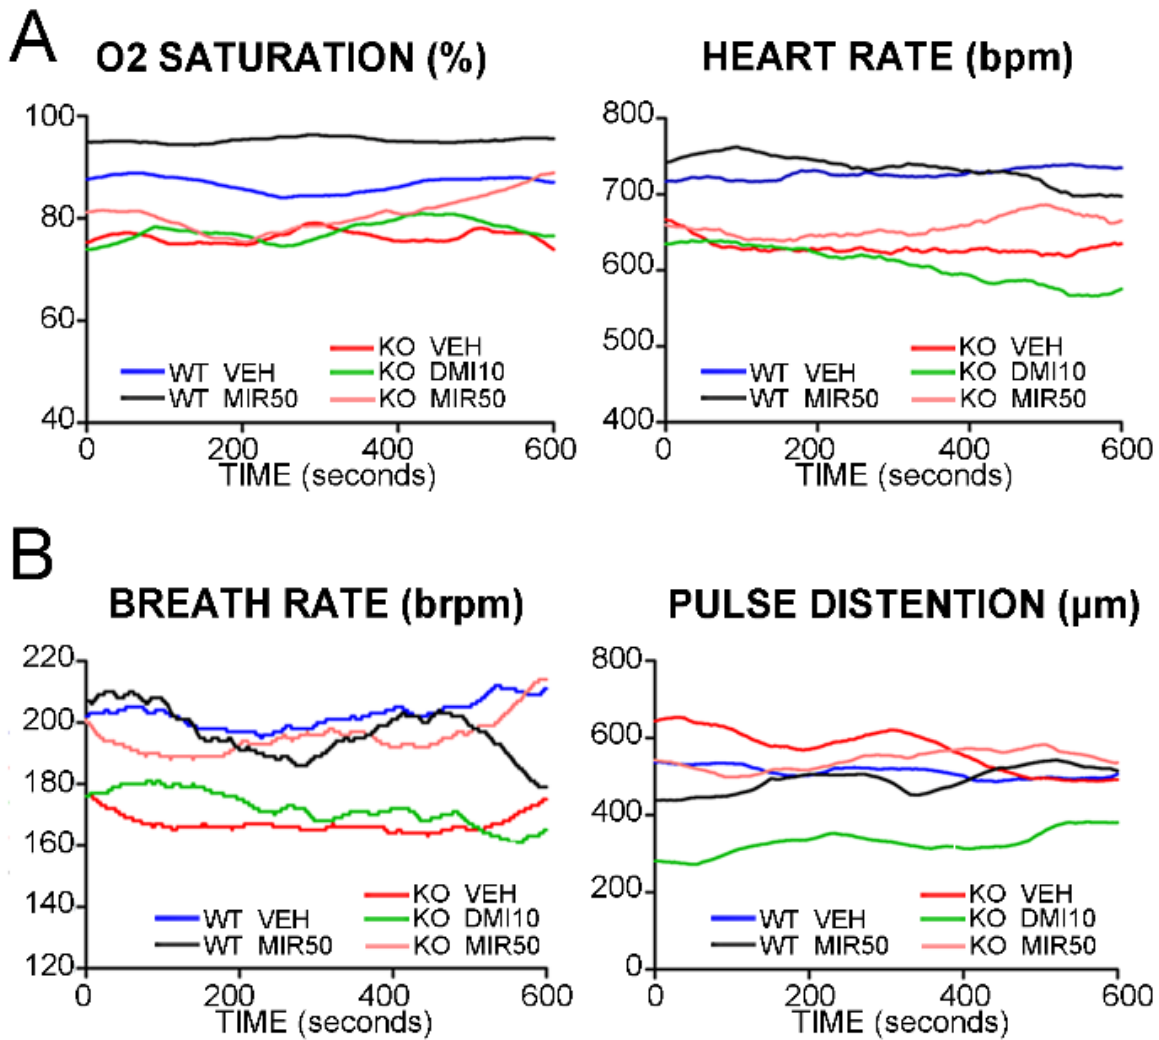 A
O2 SATURATION (%)
HEART RATE (bpm)
100
80
60
40
0
200
400
600
TIME (seconds)
WT VEH
WT MIR50
KO VEH
KO DMI10
KO MIR50
800
700
600
500
400
0
200
400
600
TIME (seconds)
WT VEH
WT MIR50
KO VEH
KO DMI10
KO MIR50
B
BREATH RATE (brpm)
PULSE DISTENTION (µm)
220
200
180
160
140
120
0
200
400
600
TIME (seconds)
WT VEH
WT MIR50
KO VEH
KO DMI10
KO MIR50
800
600
400
200
0
0
200
400
600
TIME (seconds)
WT VEH
WT MIR50
KO VEH
KO DMI10
KO MIR50